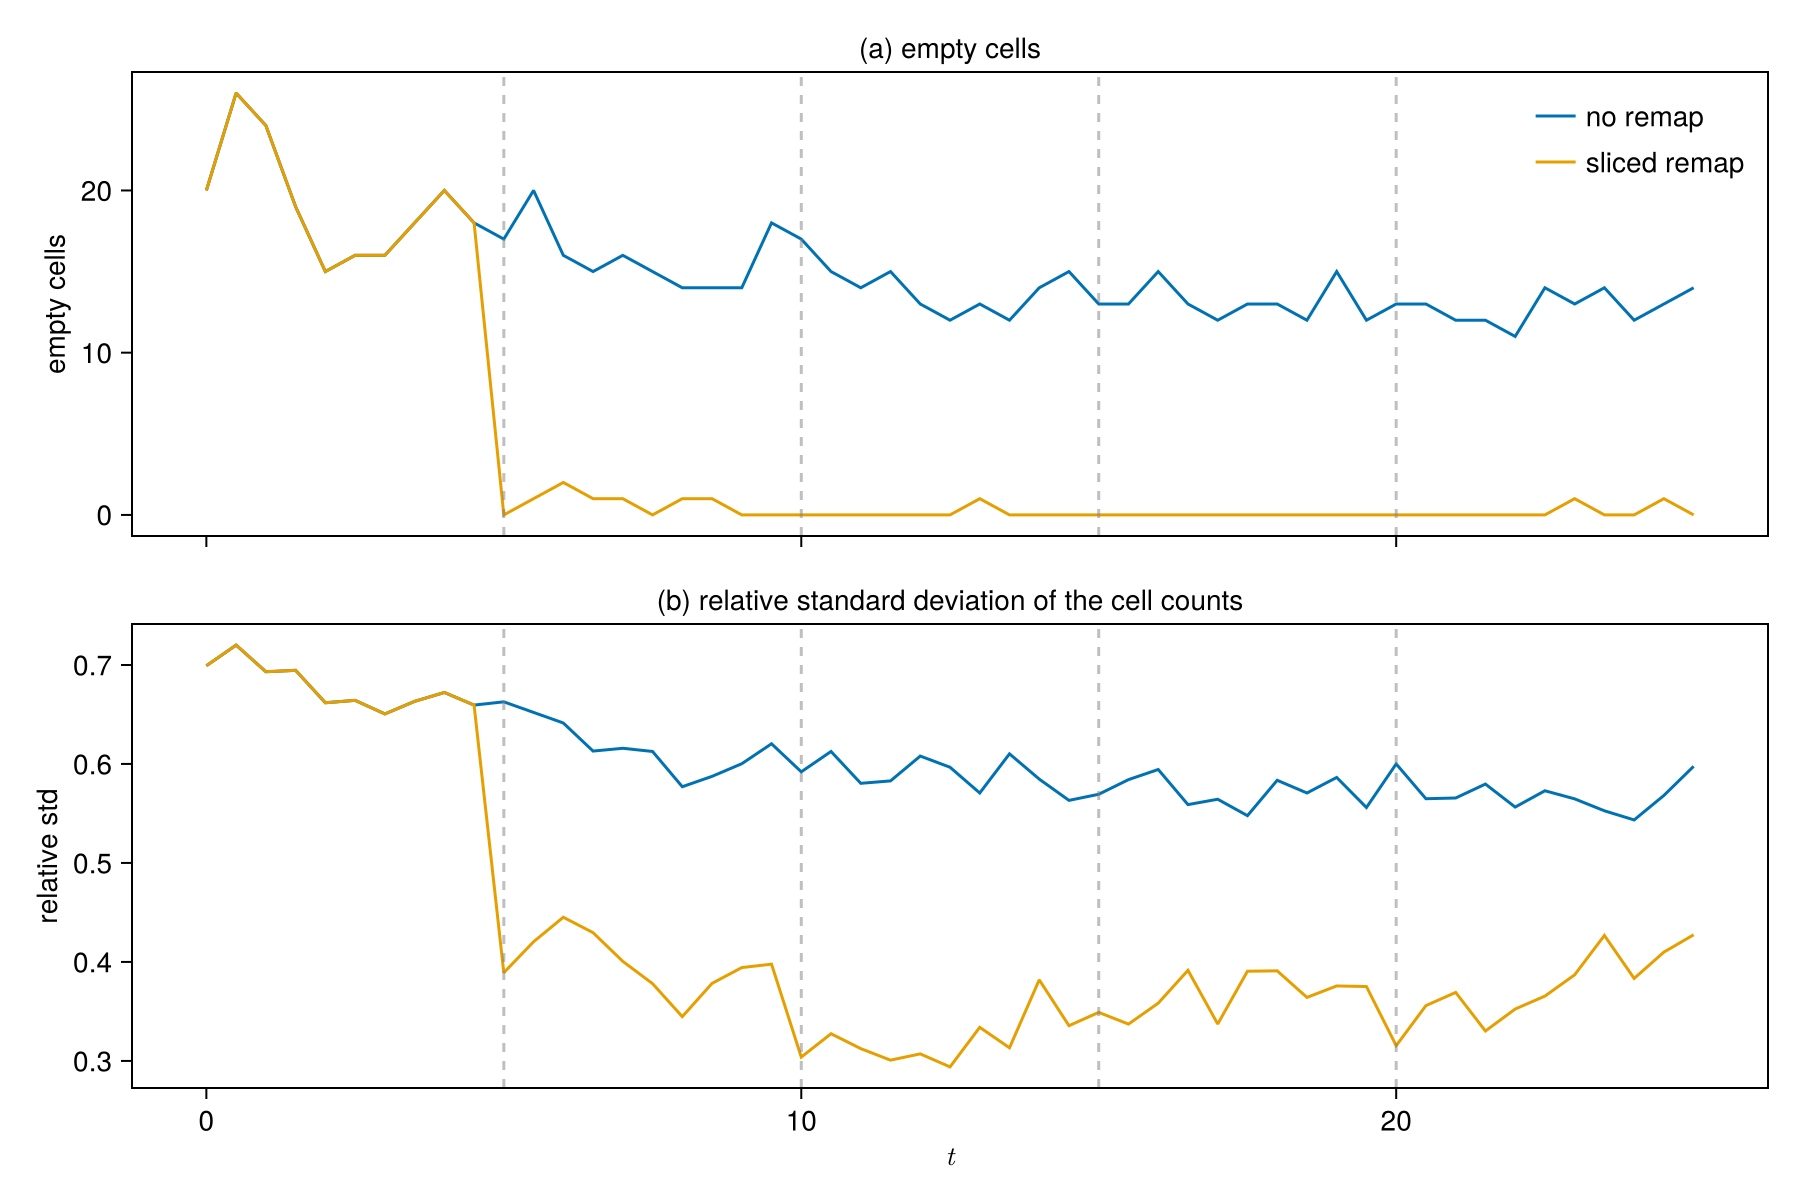 (a) empty cells
empty cells
20
10
0
no remap
sliced remap
(b) relative standard deviation of the cell counts
relative std
0.7
0.6
0.5
0.4
0.3
0
10
20
t